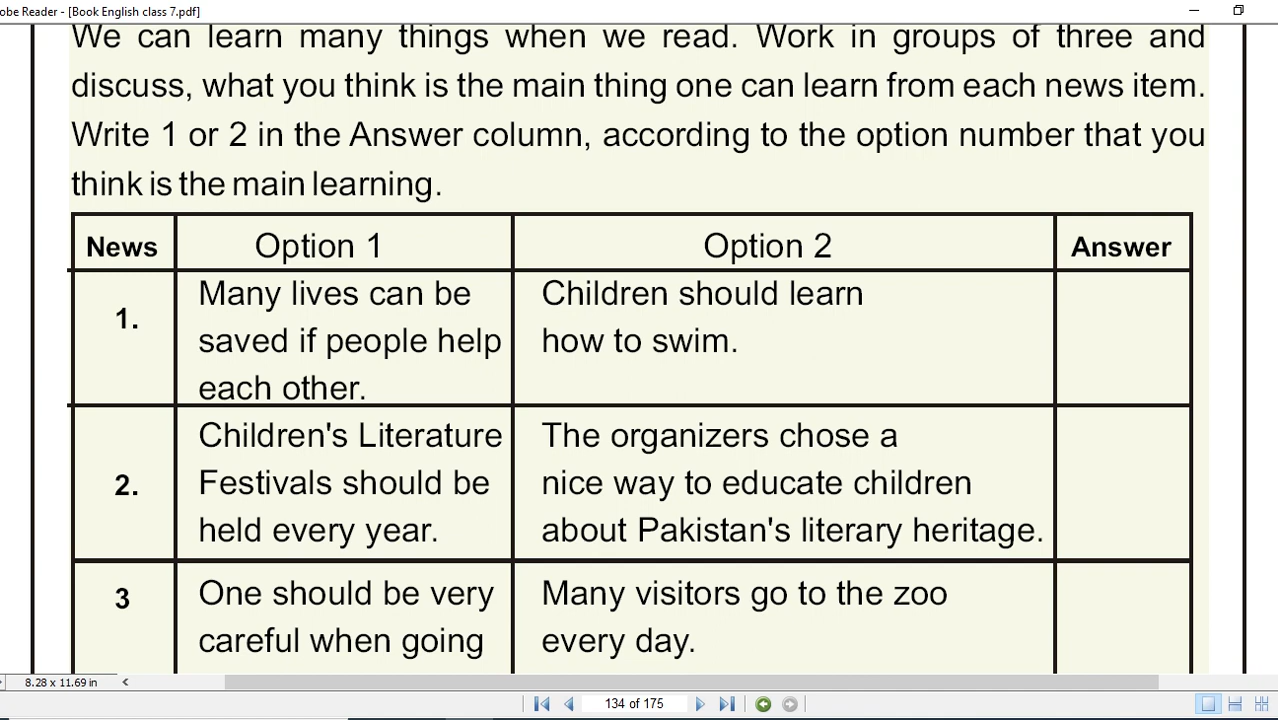 obe Reader - [Book English class 7.pdf]
We can learn many things when we read. Work in groups of three and
discuss, what you think is the main thing one can learn from each news item.
Write 1 or 2 in the Answer column, according to the option number that you
think is the main learning.
News Option 1 Option 2 Answer
1.
Many lives can be
saved if people help
each other.
Children should learn
how to swim.
2.
Children's Literature
Festivals should be
held every year.
The organizers chose a
nice way to educate children
about Pakistan's literary heritage.
3
One should be very
careful when going
Many visitors go to the zoo
every day.
8.28 x 11.69 in
134 of 175